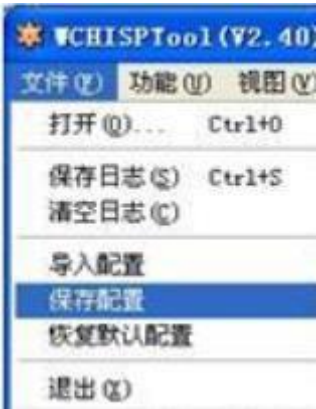 WCHISPTool(V2.40)
文件(F) 功能(U) 视图(V)
打开(O)... Ctrl+O
保存日志(S) Ctrl+S
清空日志(C)
导入配置
保存配置
恢复默认配置
退出(X)